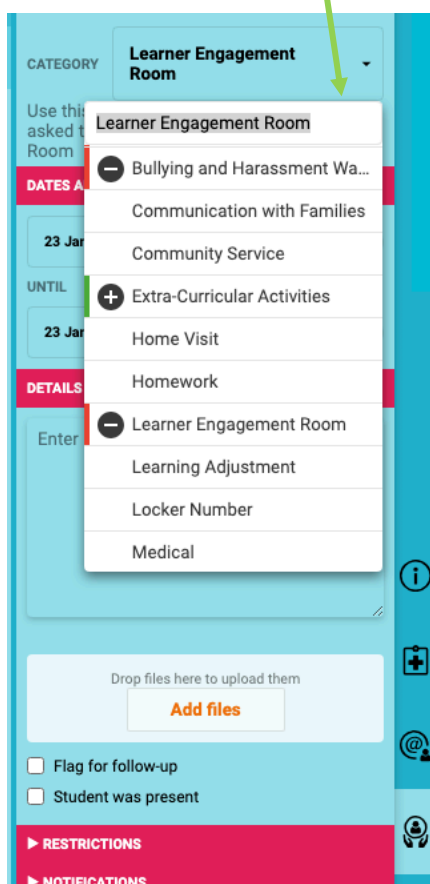 CATEGORY
Learner Engagement
Room
Use this
asked t
Room
Learner Engagement Room
Bullying and Harassment Wa...
DATES A
Communication with Families
23 Jan
Community Service
UNTIL
Extra-Curricular Activities
23 Jan
Home Visit
Homework
DETAILS
Enter
Learner Engagement Room
Learning Adjustment
Locker Number
Medical
Drop files here to upload them
Add files
Flag for follow-up
Student was present
RESTRICTIONS
NOTIFICATIONS